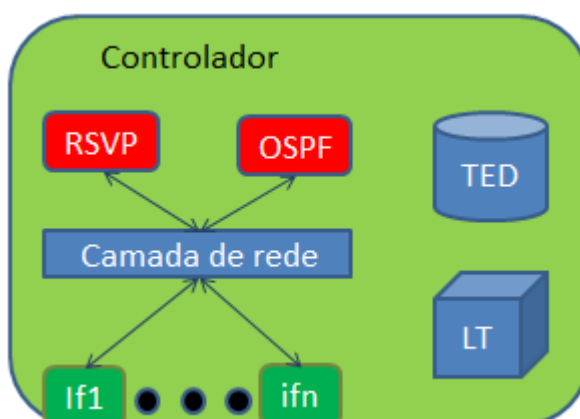 Controlador
RSVP
OSPF
TED
Camada de rede
LT
If1
ifn